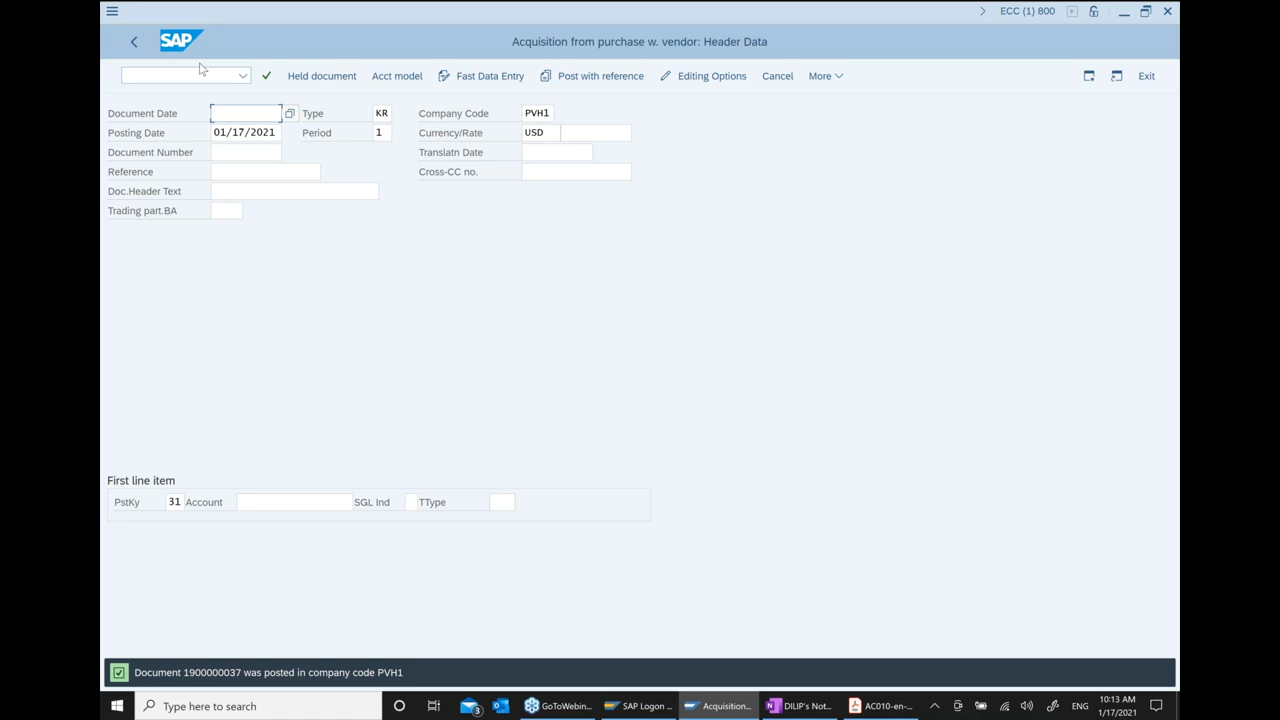 ECC (1) 800
SAP
Acquisition from purchase w. vendor: Header Data
Held document Acct model Fast Data Entry Post with reference Editing Options Cancel More Exit
Document Date Type KR Company Code PVH1
Posting Date 01/17/2021 Period 1 Currency/Rate USD
Document Number Translatn Date
Reference Cross-CC no.
Doc.Header Text
Trading part.BA
First line item
PstKy 31 Account SGL Ind TType
Document 1900000037 was posted in company code PVH1
Type here to search 3 GoToWebin... SAP Logon ... Acquisition... DILIP's Not... AC010-en-... ENG 10:13 AM
1/17/2021